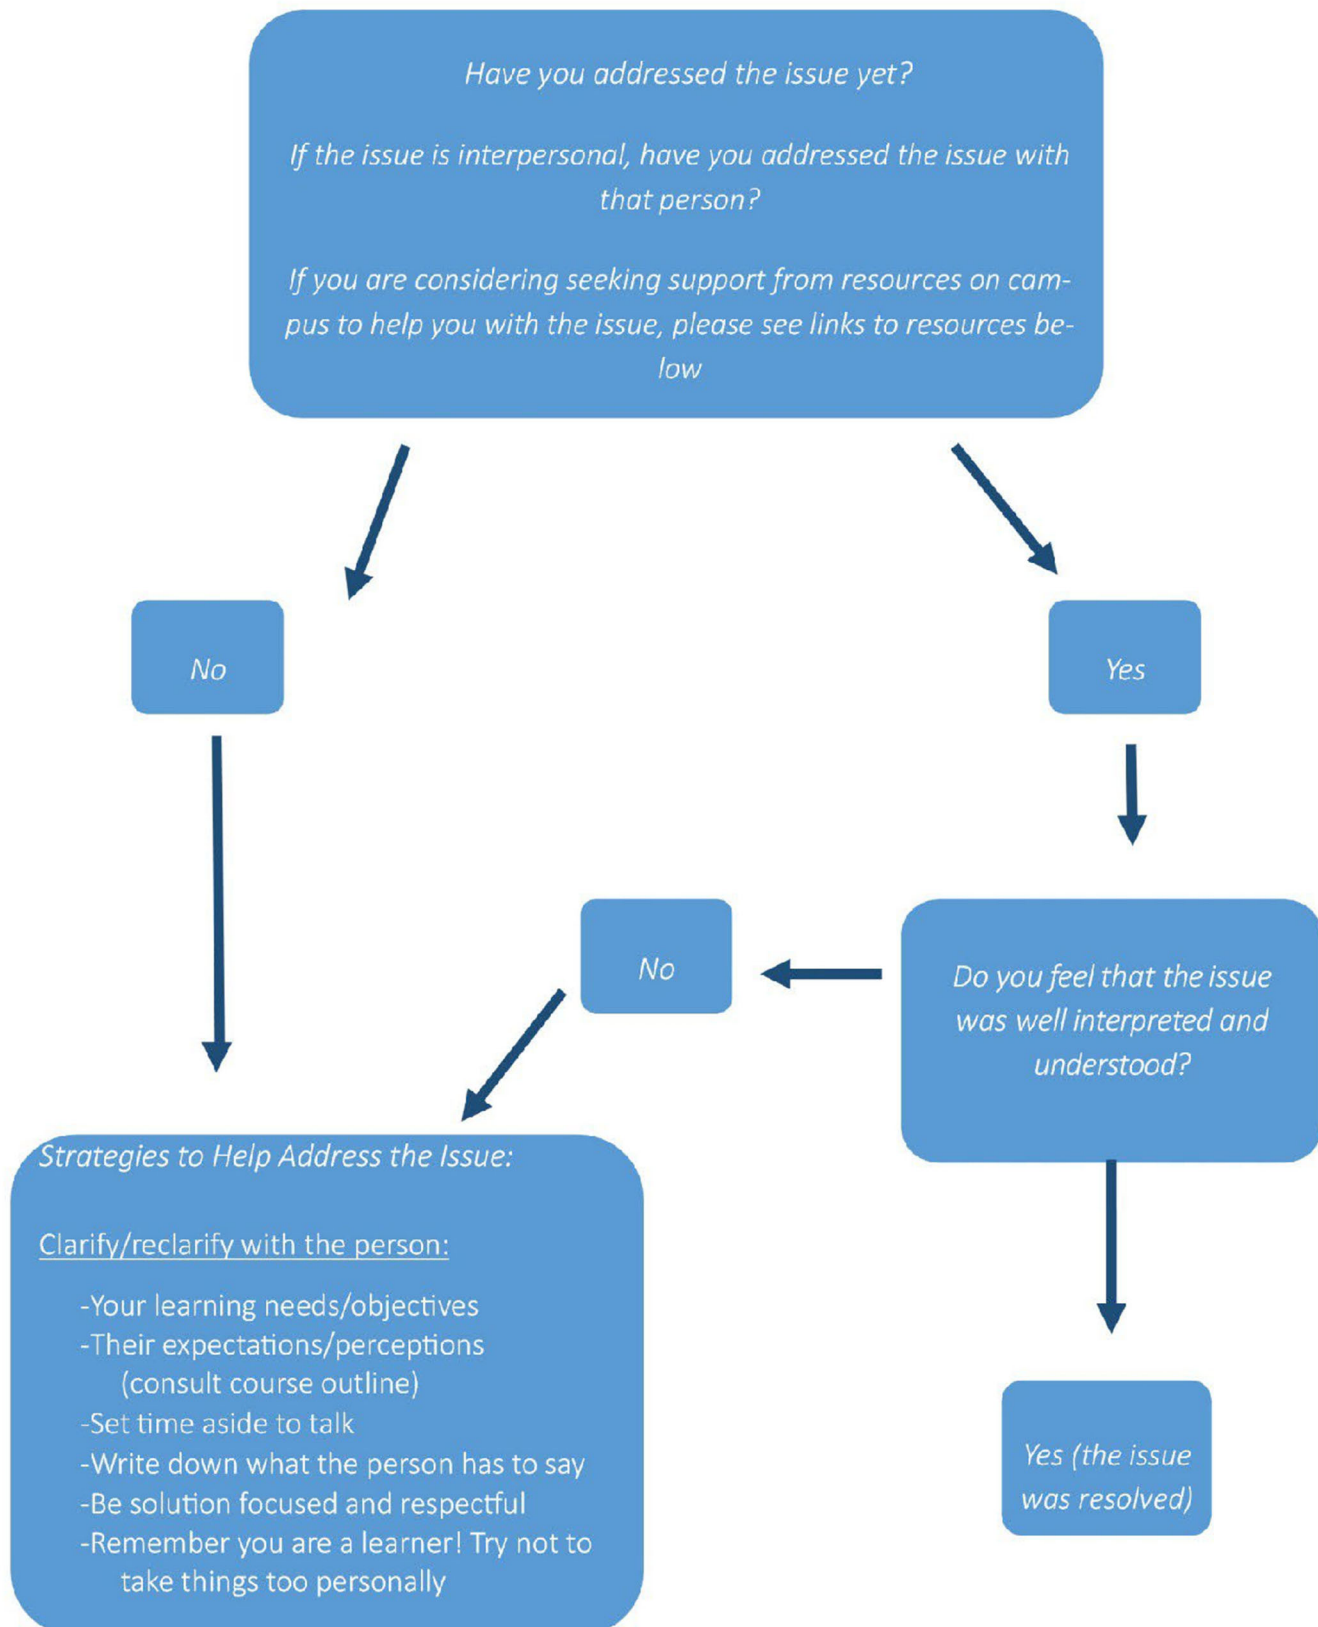 Have you addressed the issue yet?
If the issue is interpersonal, have you addressed the issue with
that person?
If you are considering seeking support from resources on cam-
pus to help you with the issue, please see links to resources be-
low
No
Yes
No
Do you feel that the issue
was well interpreted and
understood?
Strategies to Help Address the Issue:
Clarify/reclarify with the person:
-Your learning needs/objectives
-Their expectations/perceptions
(consult course outline)
-Set time aside to talk
-Write down what the person has to say
-Be solution focused and respectful
-Remember you are a learner! Try not to
take things too personally
Yes (the issue
was resolved)